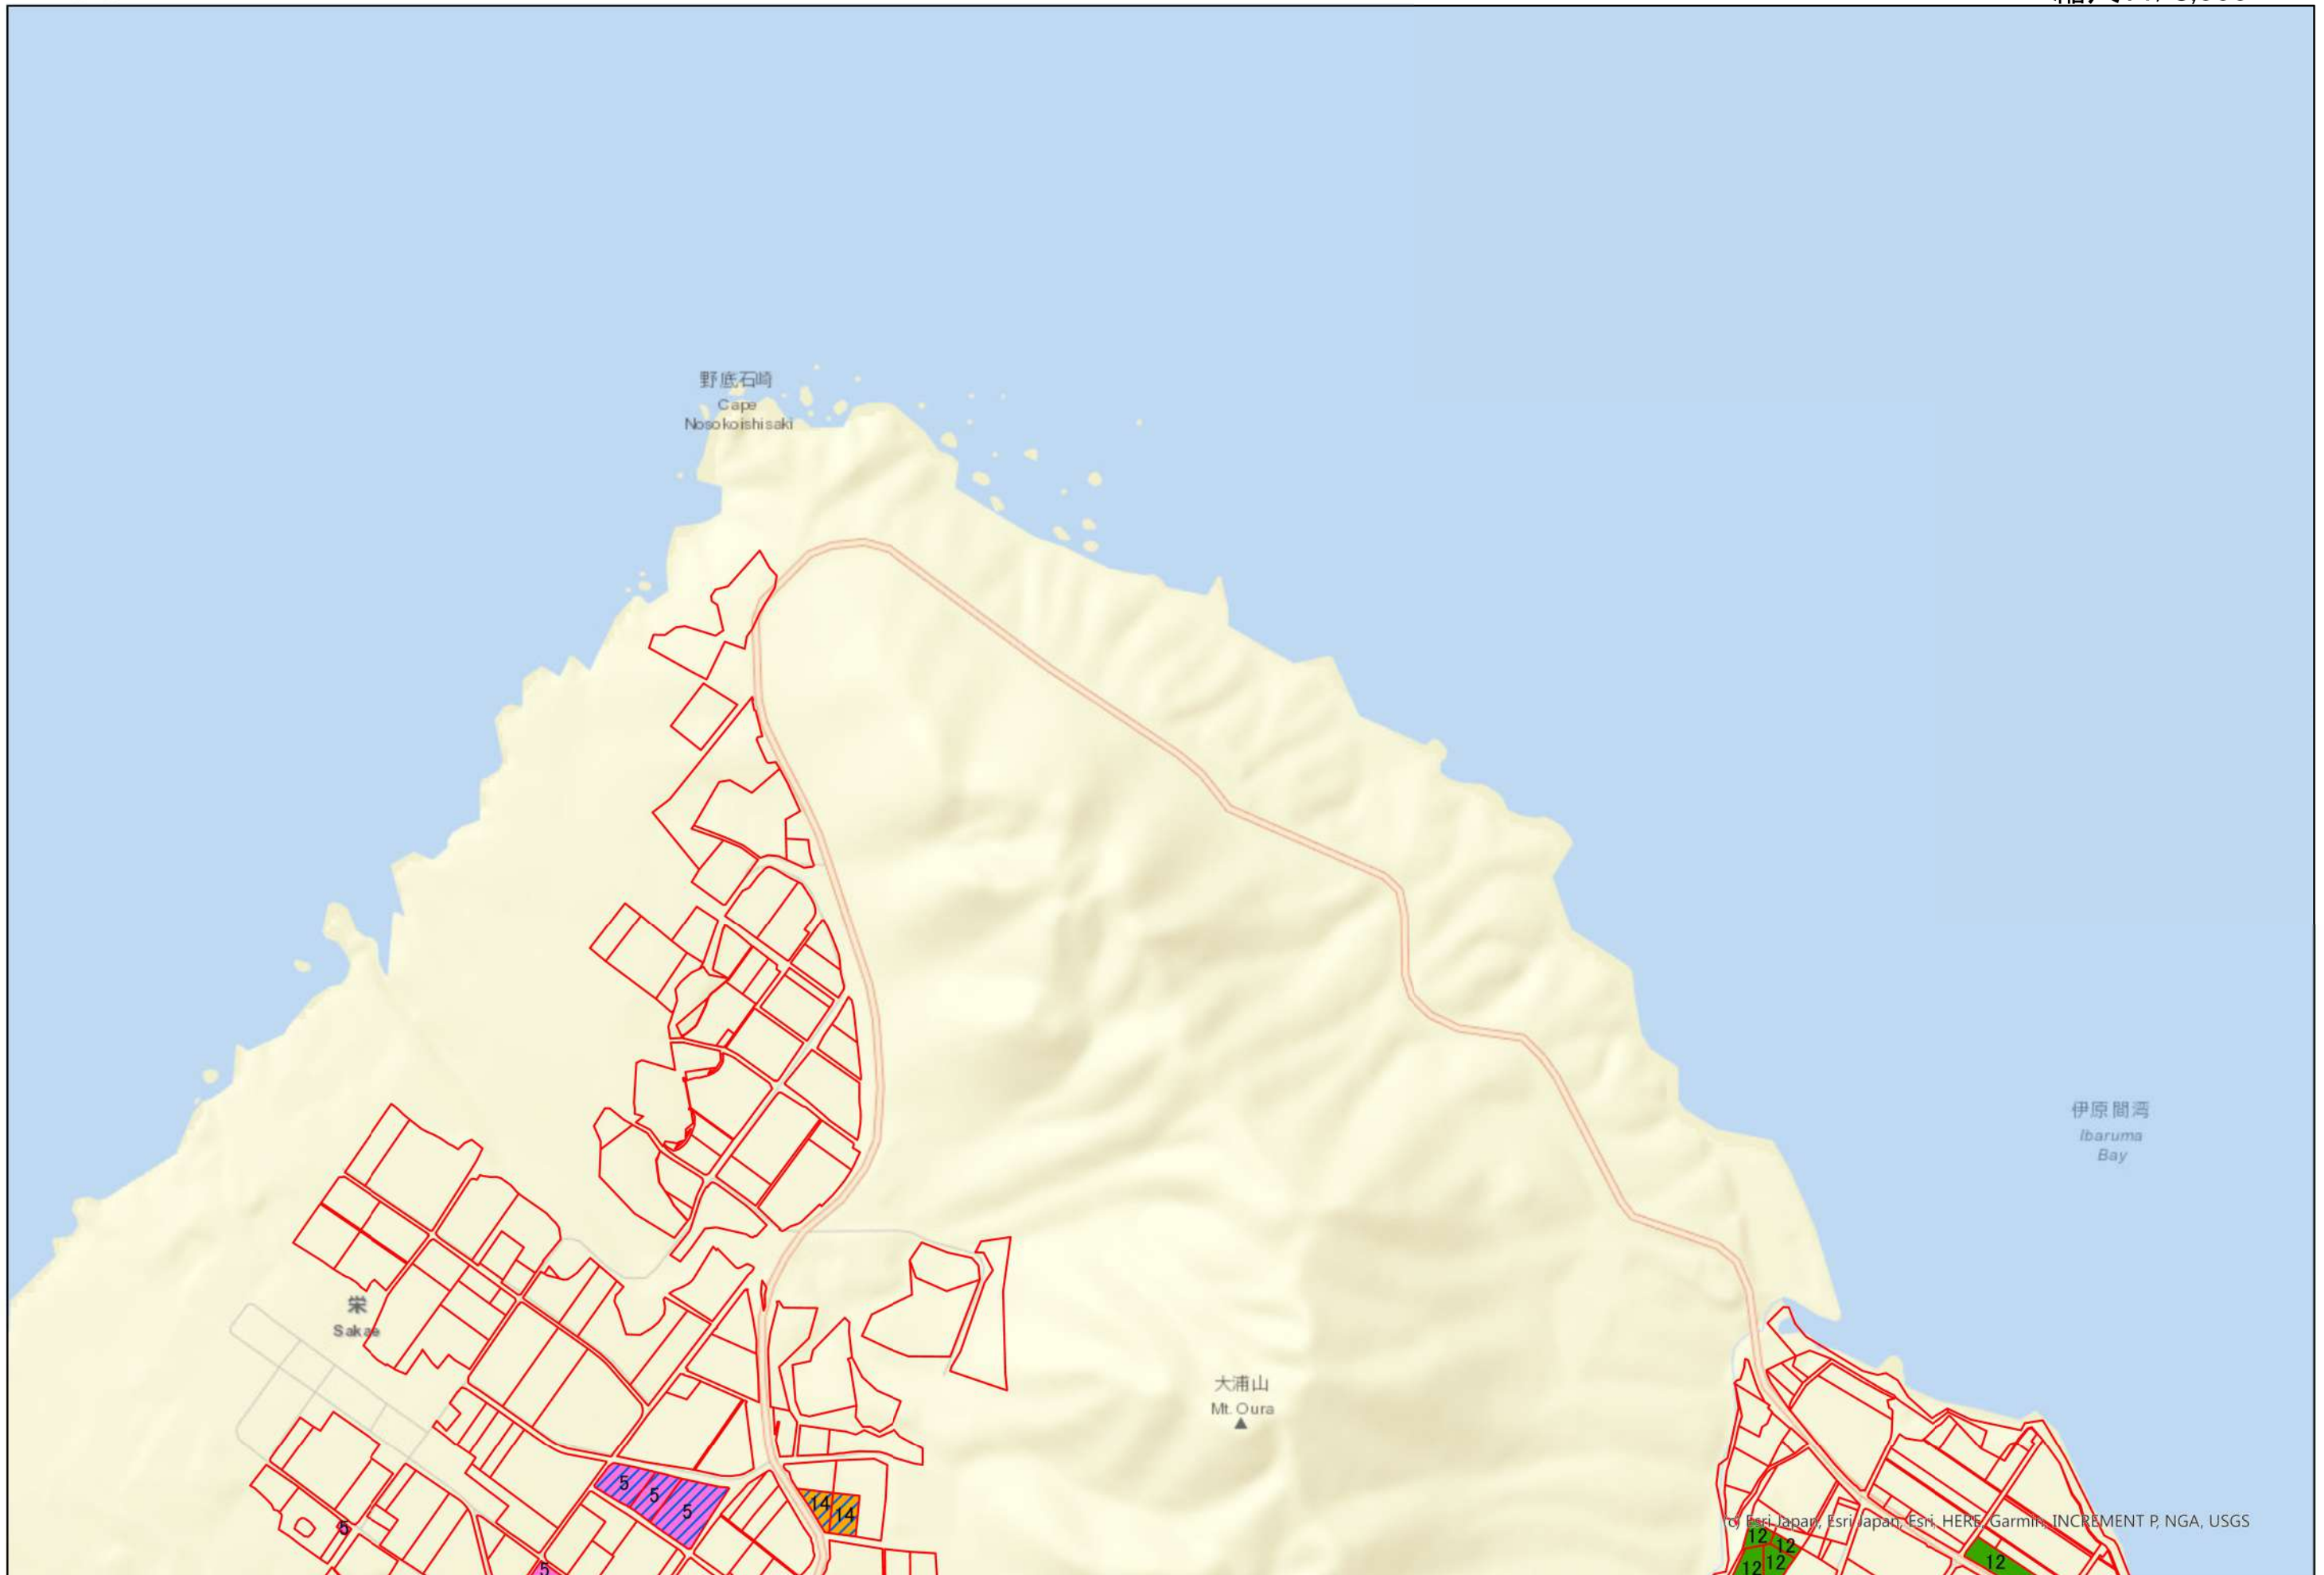 野底石崎
Cape
Nosokoishisaki
伊原間湾
Ibaruma
Bay
栄
Sakae
大浦山
Mt. Oura
5
5
5
14
14
5
5
(c) Esri Japan, Esri Japan, Esri, HERE, Garmin, INCREMENT P, NGA, USGS
12
12
12
12
12